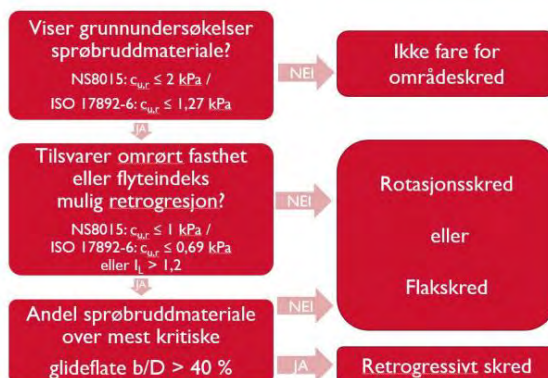 Viser grunnundersøkelser
sprøbruddmateriale?
NS8015: cu,r ≤ 2 kPa /
ISO 17892-6: cu,r ≤ 1,27 kPa
NEI
Ikke fare for
områdeskred
JA
Tilsvarer omrørt fasthet
eller flyteindeks
mulig retrogresjon?
NS8015: cu,r ≤ 1 kPa /
ISO 17892-6: cu,r ≤ 0,69 kPa
eller IL > 1,2
NEI
Rotasjonsskred
eller
Flakskred
JA
Andel sprøbruddmateriale
over mest kritiske
glideflate b/D > 40 %
NEI
JA
Retrogressivt skred